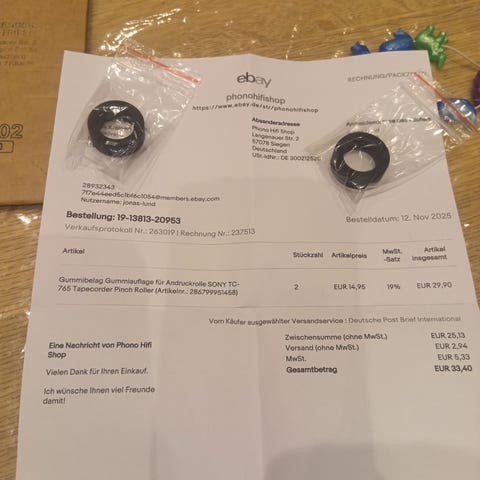 ebay
RECHNUNG/PACKZETTEL
phonohifishop
https://www.ebay.de/str/phonohifishop
Absenderadresse
Phono Hifi Shop
Langenauer Str. 2
57078 Siegen
Deutschland
USt-IdNr.: DE 300212526
28932343
@members.ebay.com
Nutzername: jonas-lund
Bestellung: 19-13813-20953
Bestelldatum: 12. Nov 2025
Verkaufsprotokoll Nr.: 263019 | Rechnung Nr.: 237513
Artikel Stückzahl Artikelpreis MwSt.-Satz Artikel insgesamt
Gummibelag Gummiauflage für Andruckrolle SONY TC-
765 Tapecorder Pinch Roller (Artikelnr.: 286799951458) 2 EUR 14,95 19% EUR 29,90
Vom Käufer ausgewählter Versandservice : Deutsche Post Brief International
Zwischensumme (ohne MwSt.) EUR 25,13
Versand (ohne MwSt.) EUR 2,94
MwSt. EUR 5,33
Gesamtbetrag EUR 33,40
Eine Nachricht von Phono Hifi
Shop
Vielen Dank für Ihren Einkauf.
Ich wünsche Ihnen viel Freude
damit!